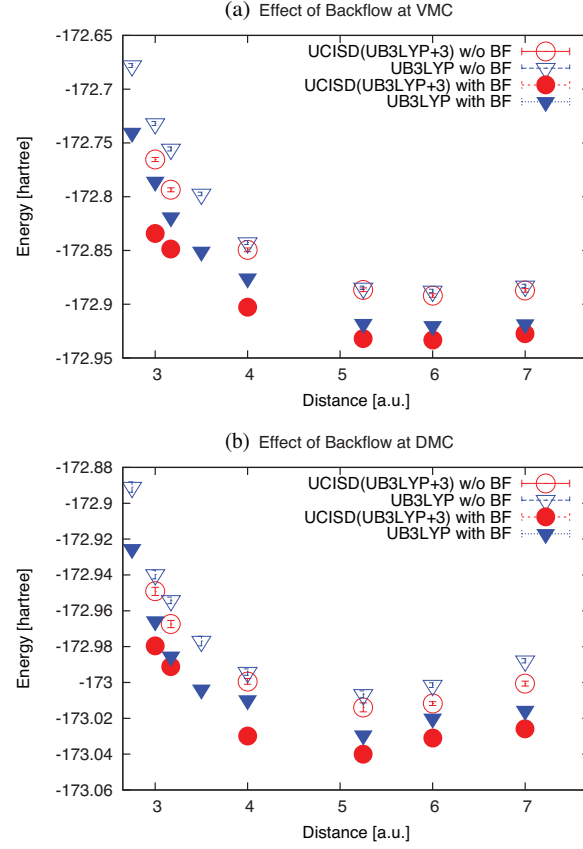 (a) Effect of Backflow at VMC
UCISD(UB3LYP+3) w/o BF
UB3LYP w/o BF
UCISD(UB3LYP+3) with BF
UB3LYP with BF
-172.65
-172.7
-172.75
-172.8
-172.85
-172.9
-172.95
Energy [hartree]
3 4 5 6 7
Distance [a.u.]
(b) Effect of Backflow at DMC
UCISD(UB3LYP+3) w/o BF
UB3LYP w/o BF
UCISD(UB3LYP+3) with BF
UB3LYP with BF
-172.88
-172.9
-172.92
-172.94
-172.96
-172.98
-173
-173.02
-173.04
-173.06
Energy [hartree]
3 4 5 6 7
Distance [a.u.]